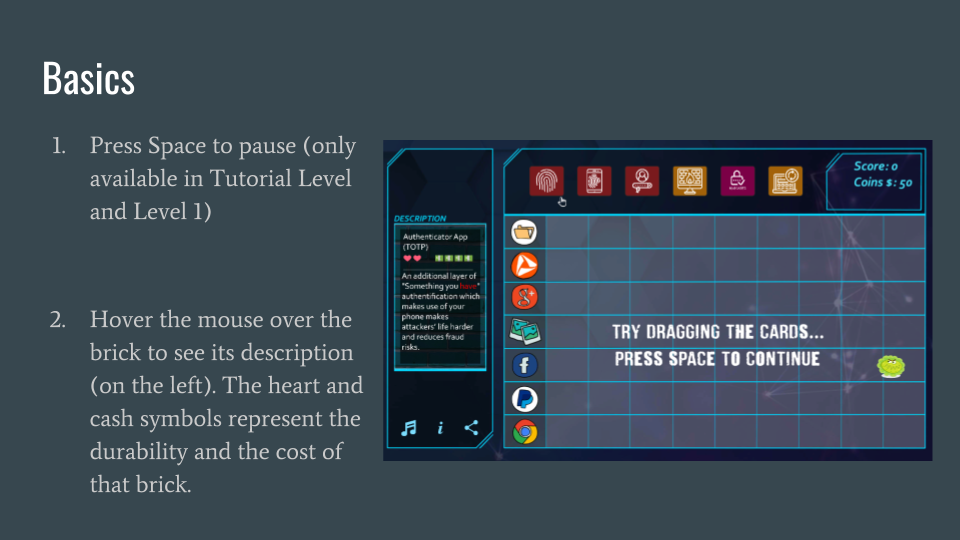 Basics
1. Press Space to pause (only
available in Tutorial Level
and Level 1)
2. Hover the mouse over the
brick to see its description
(on the left). The heart and
cash symbols represent the
durability and the cost of
that brick.
DESCRIPTION
Authenticator App
(TOTP)
An additional layer of
"Something you have"
authentification which
makes use of your
phone makes
attackers' life harder
and reduces fraud
risks.
Score: 0
Coins $: 50
TRY DRAGGING THE CARDS...
PRESS SPACE TO CONTINUE